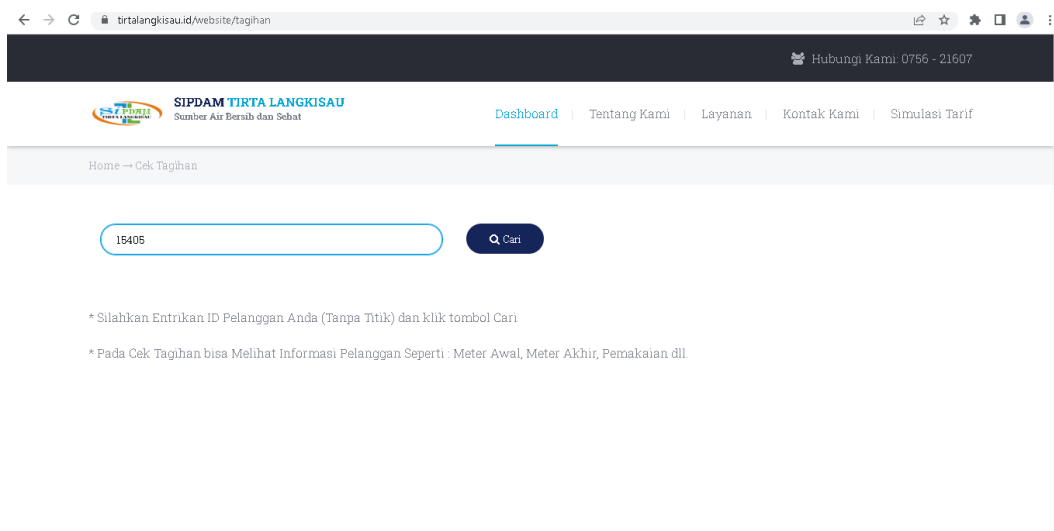 tirtalangkisau.id/website/tagihan
Hubungi Kami: 0756 - 21607
SIPDAM TIRTA LANGKISAU
Sumber Air Bersih dan Sehat
Dashboard | Tentang Kami | Layanan | Kontak Kami | Simulasi Tarif
Home → Cek Tagihan
15405
Cari
* Silahkan Entrikan ID Pelanggan Anda (Tanpa Titik) dan klik tombol Cari
* Pada Cek Tagihan bisa Melihat Informasi Pelanggan Seperti : Meter Awal, Meter Akhir, Pemakaian dll.